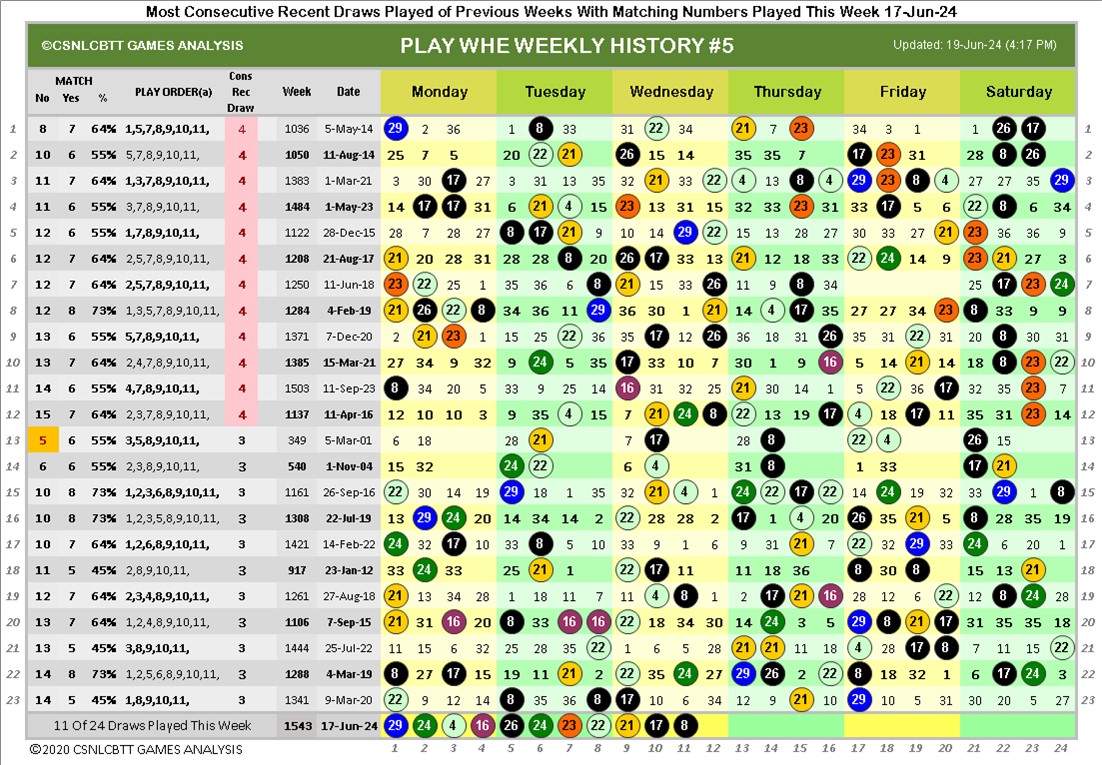 Most Consecutive Recent Draws Played of Previous Weeks With Matching Numbers Played This Week 17-Jun-24
©CSNLCBTT GAMES ANALYSIS PLAY WHE WEEKLY HISTORY #5 Updated: 19-Jun-24 (4:17 PM)
No MATCH Yes % PLAY ORDER(a) Cons Rec Draw Week Date Monday Tuesday Wednesday Thursday Friday Saturday
1 8 7 64% 1,5,7,8,9,10,11, 4 1036 5-May-14 29 2 36 1 8 33 31 22 34 21 7 23 34 3 1 1 22 17 1
2 10 6 55% 5,7,8,9,10,11, 4 1050 11-Aug-14 25 7 5 20 22 21 26 15 14 35 35 7 17 23 31 28 8 26 2
3 11 7 64% 1,3,7,8,9,10,11, 4 1383 1-Mar-21 3 30 17 27 3 31 13 35 32 21 33 22 4 13 8 4 29 23 8 4 27 27 35 29 3
4 11 6 55% 3,7,8,9,10,11, 4 1484 1-May-23 14 17 17 31 6 21 4 15 23 13 31 15 32 33 23 31 33 17 5 6 22 8 6 34 4
5 12 6 55% 1,7,8,9,10,11, 4 1122 28-Dec-15 28 7 28 27 8 17 21 9 10 14 29 22 15 13 28 27 30 33 27 21 23 36 35 9 5
6 12 7 64% 2,5,7,8,9,10,11, 4 1208 21-Aug-17 21 20 28 31 28 28 8 20 26 17 33 13 21 12 18 33 22 24 14 9 23 21 27 3 6
7 12 7 64% 2,5,7,8,9,10,11, 4 1250 11-Jun-18 23 22 25 1 35 36 6 8 21 15 33 26 11 9 8 34 25 17 23 24 7
8 12 8 73% 1,3,5,7,8,9,10,11, 4 1284 4-Feb-19 21 26 22 8 34 36 11 29 36 30 1 21 14 4 17 35 27 27 34 23 8 33 9 9 8
9 13 6 55% 5,7,8,9,10,11, 4 1371 7-Dec-20 2 21 23 1 15 25 22 36 35 17 12 26 36 18 31 26 35 31 22 31 20 8 30 31 9
10 13 7 64% 2,4,7,8,9,10,11, 4 1385 15-Mar-21 27 34 9 32 9 24 5 35 17 33 10 7 30 1 9 16 5 14 21 14 18 8 23 22 10
11 14 6 55% 4,7,8,9,10,11, 4 1503 11-Sep-23 8 34 20 5 33 9 25 14 16 31 32 25 21 30 14 1 5 22 36 17 32 35 23 7 11
12 15 7 64% 2,3,7,8,9,10,11, 4 1137 11-Apr-16 12 10 10 3 9 35 4 15 7 21 24 8 22 13 19 17 4 18 17 11 35 31 23 14 12
13 5 6 55% 3,5,8,9,10,11, 3 349 5-Mar-01 6 18 28 21 7 17 28 8 22 4 26 15 13
14 6 6 55% 2,3,8,9,10,11, 3 540 1-Nov-04 15 32 24 22 6 4 31 8 1 33 17 21 14
15 10 8 73% 1,2,3,6,8,9,10,11, 3 1161 26-Sep-16 22 30 14 19 29 18 1 35 32 21 4 1 24 22 17 22 14 24 19 32 33 29 1 8 15
16 10 8 73% 1,2,3,5,8,9,10,11, 3 1308 22-Jul-19 13 29 24 20 14 34 14 2 22 28 28 2 17 1 4 20 26 35 21 5 8 28 35 19 16
17 10 7 64% 1,2,6,8,9,10,11, 3 1421 14-Feb-22 24 32 17 10 33 8 5 10 33 9 1 6 9 31 21 7 22 32 29 33 24 6 20 1 17
18 11 5 45% 2,8,9,10,11, 3 917 23-Jan-12 33 24 33 25 21 1 22 17 11 11 18 36 8 30 8 15 13 21 18
19 12 7 64% 2,3,4,8,9,10,11, 3 1261 27-Aug-18 21 13 34 28 1 18 11 7 11 4 8 1 2 17 21 16 28 12 6 22 12 8 24 28 19
20 13 7 64% 1,2,4,8,9,10,11, 3 1106 7-Sep-15 21 31 16 20 8 33 16 16 22 18 34 30 14 24 3 5 29 8 21 17 31 35 35 18 20
21 13 5 45% 3,8,9,10,11, 3 1444 25-Jul-22 11 15 6 32 25 28 35 22 1 6 5 28 21 21 11 18 4 28 17 8 7 11 15 22 21
22 14 8 73% 1,2,5,6,8,9,10,11, 3 1288 4-Mar-19 8 27 17 15 19 11 21 2 22 35 24 27 29 26 2 22 8 18 32 1 6 17 24 3 22
23 14 5 45% 1,8,9,10,11, 3 1341 9-Mar-20 22 9 12 14 8 35 36 8 17 10 6 34 12 9 21 10 29 10 5 31 30 20 5 7 23
11 Of 24 Draws Played This Week 1543 17-Jun-24 29 24 4 16 26 24 23 22 21 17 8
©2020 CSNLCBTT GAMES ANALYSIS 1 2 3 4 5 6 7 8 9 10 11 12 13 14 15 16 17 18 19 20 21 22 23 24